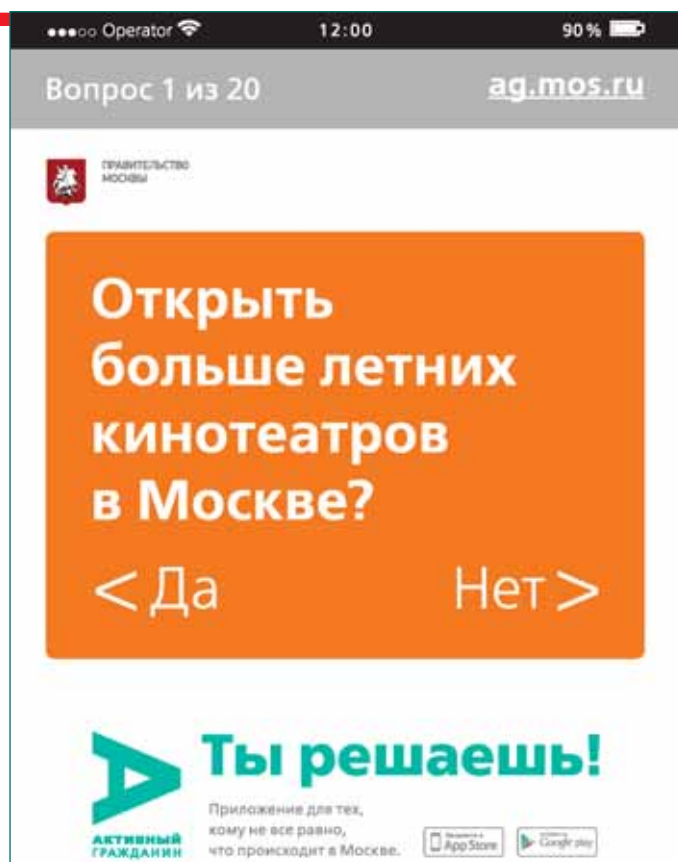 Operator 12:00 90 %
Вопрос 1 из 20 ag.mos.ru
ПРАВИТЕЛЬСТВО
МОСКВЫ
Открыть
больше летних
кинотеатров
в Москве?
< Да Нет >
Ты решаешь!
Приложение для тех,
кому не все равно,
что происходит в Москве.
АКТИВНЫЙ
ГРАЖДАНИН
App Store
Google play